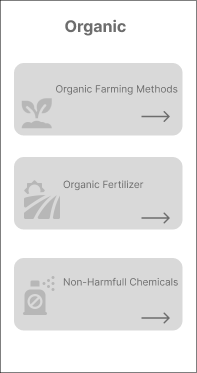 Organic
Organic Farming Methods
Organic Fertilizer
Non-Harmfull Chemicals